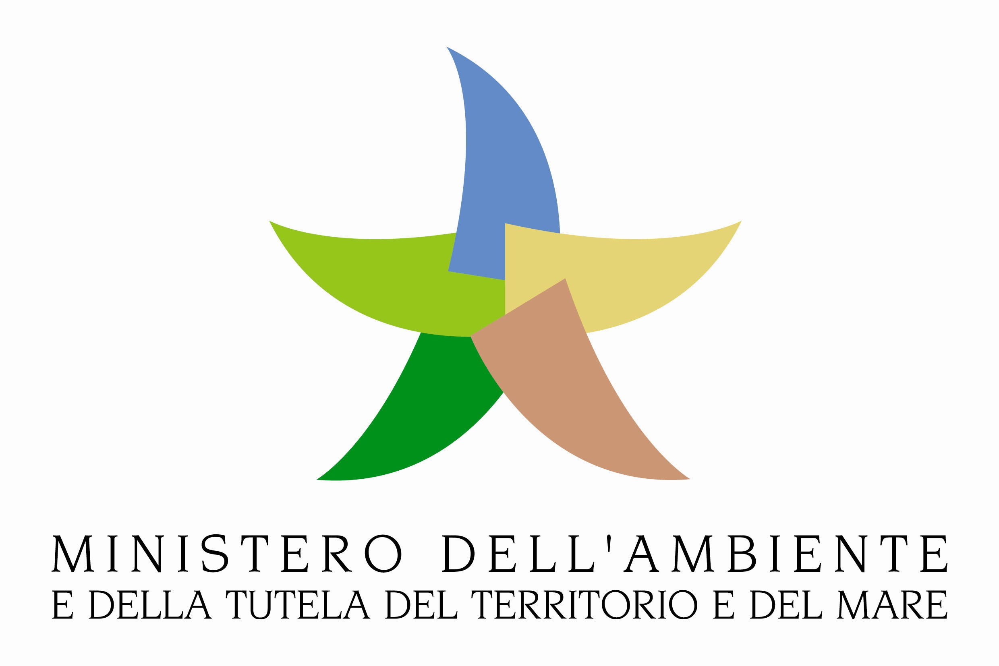 MINISTERO DELL'AMBIENTE
E DELLA TUTELA DEL TERRITORIO E DEL MARE